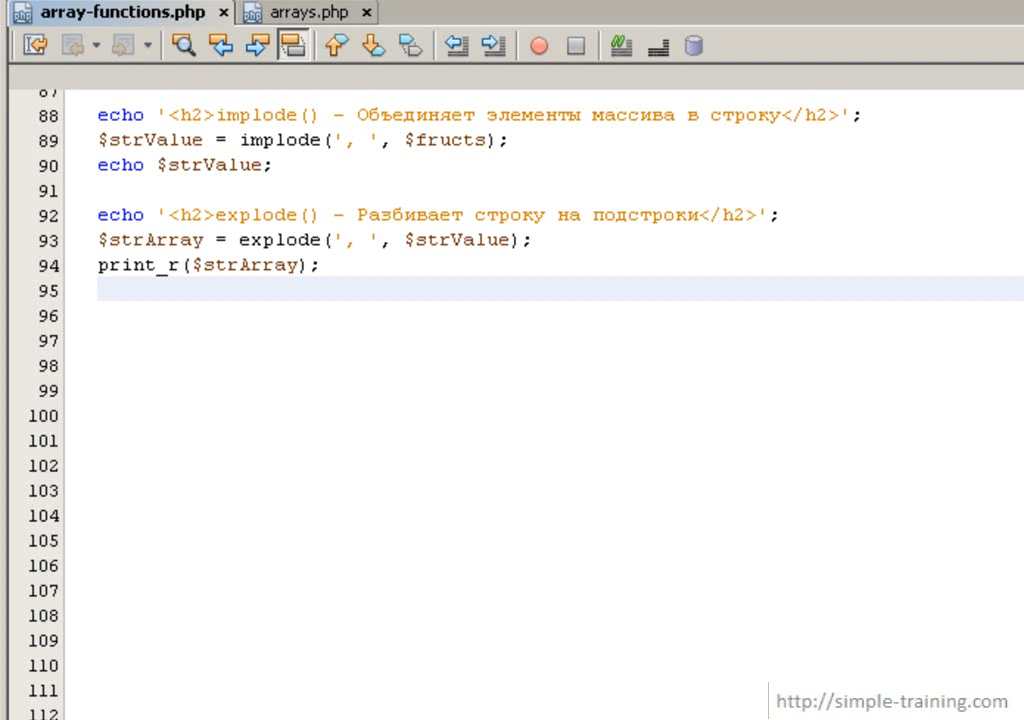 array-functions.php x arrays.php x
87
88 echo '<h2>implode() - Объединяет элементы массива в строку</h2>';
89 $strValue = implode(', ', $fructs);
90 echo $strValue;
91
92 echo '<h2>explode() - Разбивает строку на подстроки</h2>';
93 $strArray = explode(', ', $strValue);
94 print_r($strArray);
95
96
97
98
99
100
101
102
103
104
105
106
107
108
109
110
111
112
http://simple-training.com